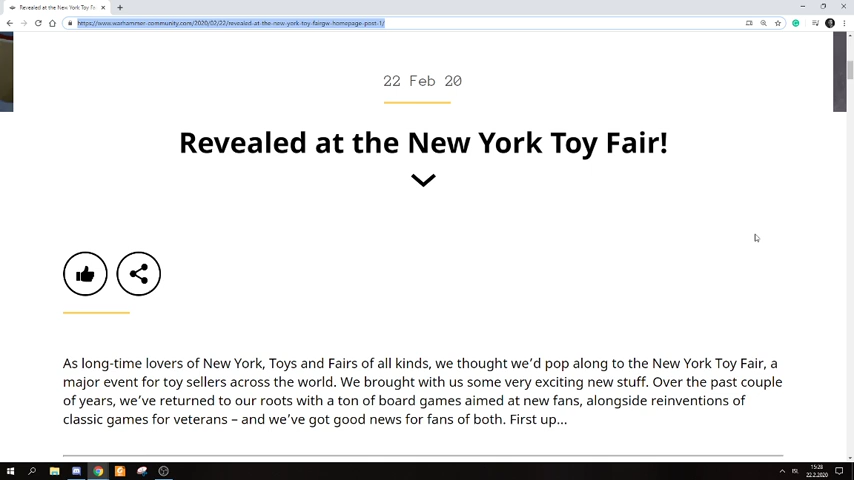 Revealed at the New York Toy Fa
https://www.warhammer-community.com/2020/02/22/revealed-at-the-new-york-toy-fairgw-homepage-post-1/
22 Feb 20
Revealed at the New York Toy Fair!
As long-time lovers of New York, Toys and Fairs of all kinds, we thought we’d pop along to the New York Toy Fair, a
major event for toy sellers across the world. We brought with us some very exciting new stuff. Over the past couple
of years, we’ve returned to our roots with a ton of board games aimed at new fans, alongside reinventions of
classic games for veterans – and we’ve got good news for fans of both. First up...
15:28
22.2.2020